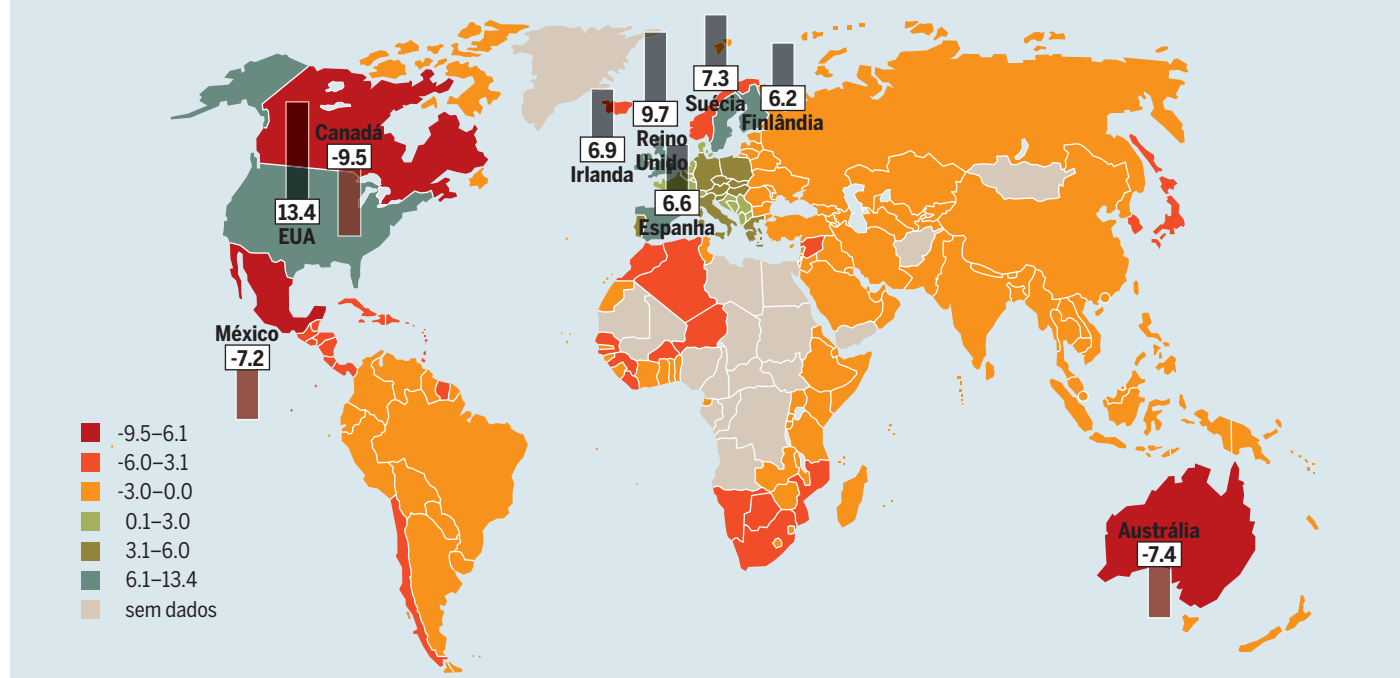 7.3
Suécia
6.2
Finlândia
9.7
Reino
Unido
6.9
Irlanda
Canadá
-9.5
13.4
EUA
6.6
Espanha
México
-7.2
-9.5–6.1
-6.0–3.1
-3.0–0.0
0.1–3.0
3.1–6.0
6.1–13.4
sem dados
Austrália
-7.4